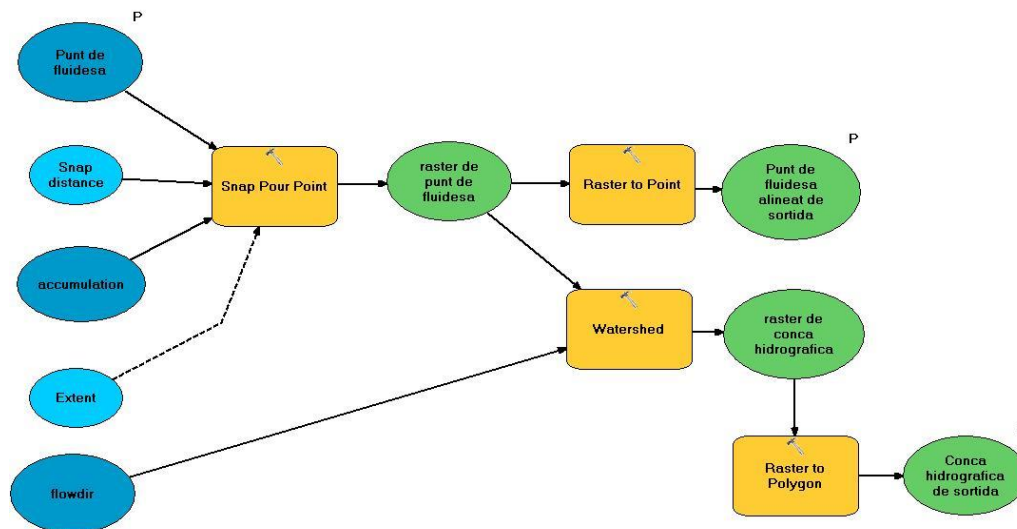 P
Punt de
fluidesa
Snap
distance
accumulation
Extent
flowdir
Snap Pour Point
raster de
punt de
fluidesa
Raster to Point
P
Punt de
fluidesa
alineat de
sortida
Watershed
raster de
conca
hidrografica
Raster to
Polygon
Conca
hidrografica
de sortida